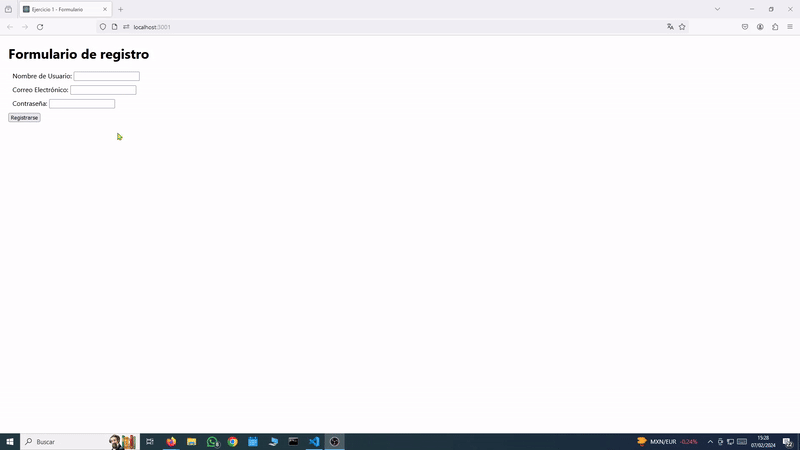 Ejercicio 1 - Formulario
localhost:3001
Formulario de registro
Nombre de Usuario:
Correo Electrónico:
Contraseña:
Registrarse
Buscar
MXN/EUR -0.24%
15:28
07/02/2024